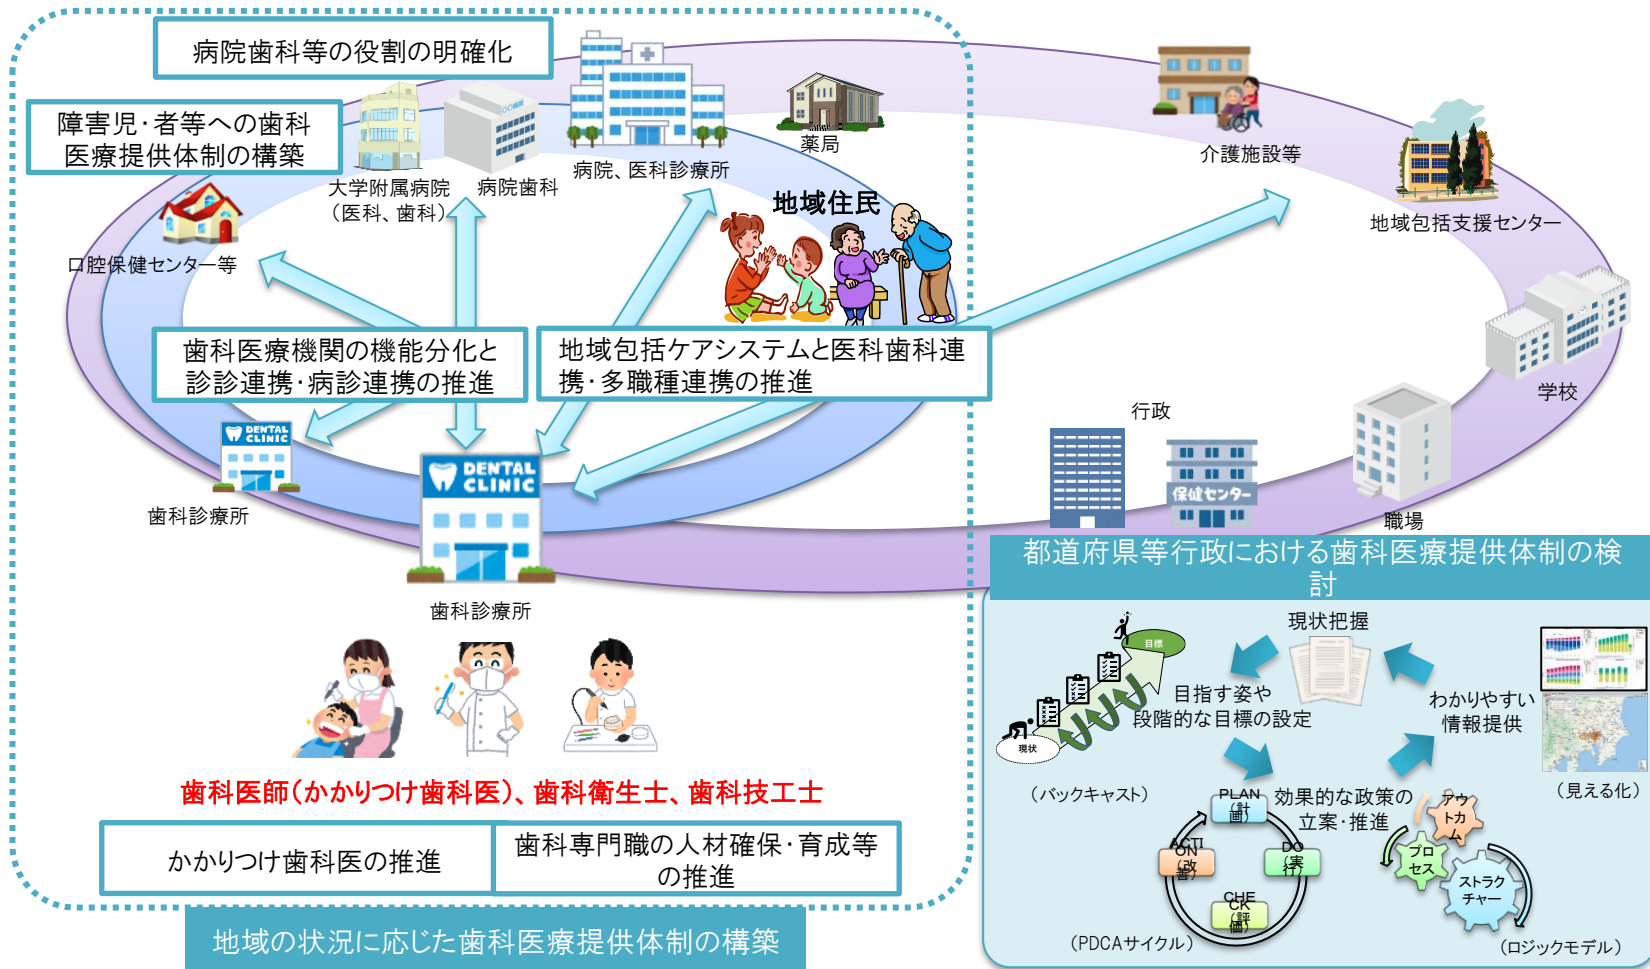 病院歯科等の役割の明確化
障害児・者等への歯科
医療提供体制の構築
大学附属病院
（医科、歯科）
病院歯科
病院、医科診療所
薬局
介護施設等
地域包括支援センター
地域住民
口腔保健センター等
歯科医療機関の機能分化と
診診連携・病診連携の推進
地域包括ケアシステムと医科歯科連
携・多職種連携の推進
学校
行政
保健センター
職場
DENTAL
CLINIC
歯科診療所
DENTAL
CLINIC
歯科診療所
歯科医師（かかりつけ歯科医）、歯科衛生士、歯科技工士
かかりつけ歯科医の推進
歯科専門職の人材確保・育成等
の推進
地域の状況に応じた歯科医療提供体制の構築
都道府県等行政における歯科医療提供体制の検
討
現状把握
目標
現状
（バックキャスト）
目指す姿や
段階的な目標の設定
わかりやすい
情報提供
（見える化）
効果的な政策の
立案・推進
PLAN
（計
画）
DO
（実
行）
CHE
CK
（評
価）
ACTI
ON
（改
善）
（PDCAサイクル）
アウ
トカ
ム
プロ
セス
ストラク
チャー
（ロジックモデル）